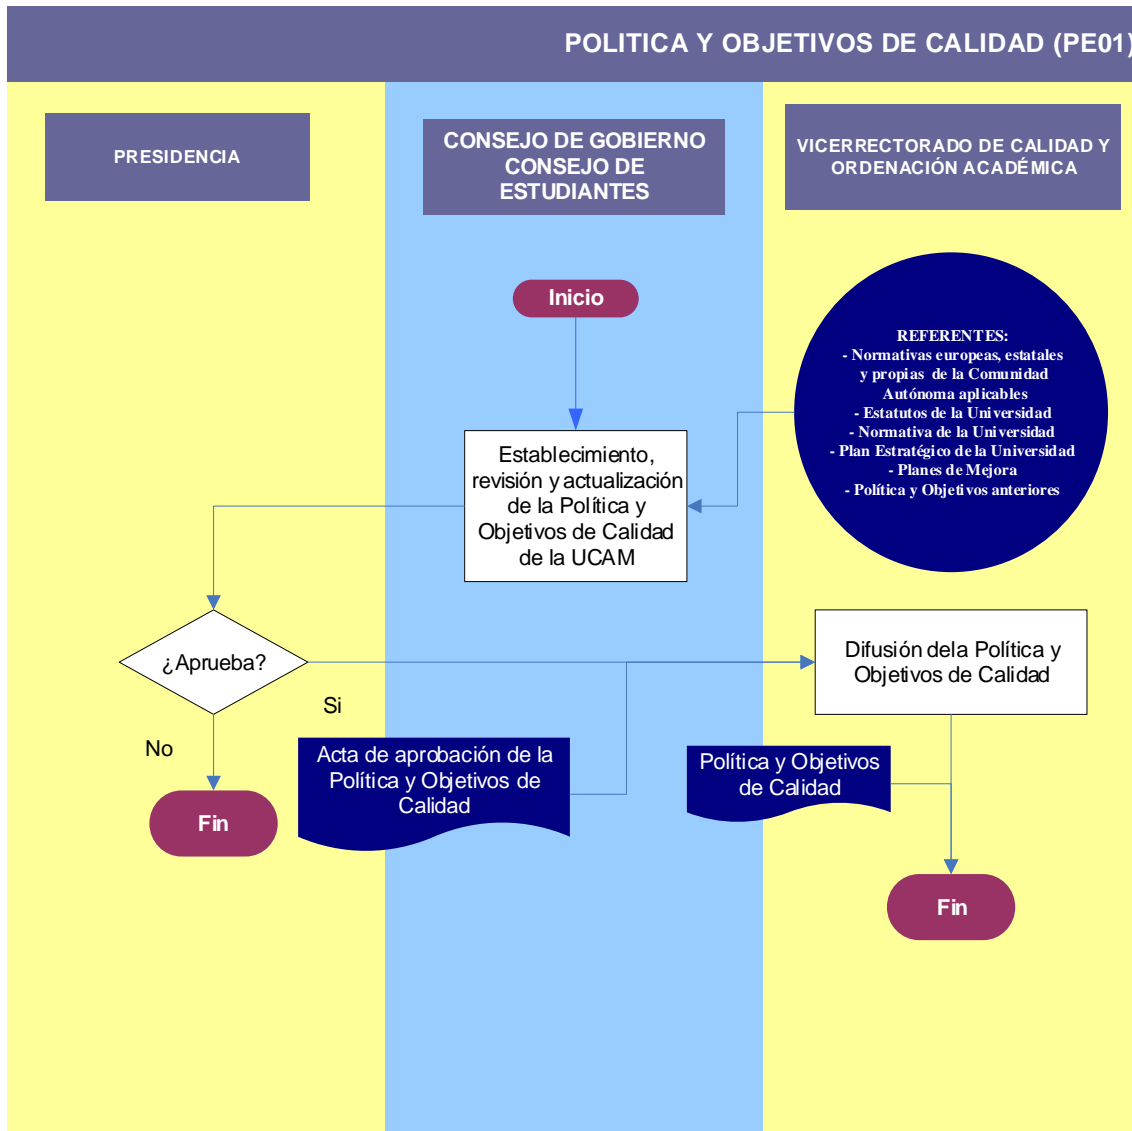 POLITICA Y OBJETIVOS DE CALIDAD (PE01)
PRESIDENCIA
CONSEJO DE GOBIERNO
CONSEJO DE
ESTUDIANTES
VICERRECTORADO DE CALIDAD Y
ORDENACIÓN ACADÉMICA
Inicio
REFERENTES:
- Normativas europeas, estatales
y propias de la Comunidad
Autónoma aplicables
- Estatutos de la Universidad
- Normativa de la Universidad
- Plan Estratégico de la Universidad
- Planes de Mejora
- Política y Objetivos anteriores
Establecimiento,
revisión y actualización
de la Política y
Objetivos de Calidad
de la UCAM
¿Aprueba?
Si
No
Difusión dela Política y
Objetivos de Calidad
Acta de aprobación de la
Política y Objetivos de
Calidad
Política y Objetivos
de Calidad
Fin
Fin